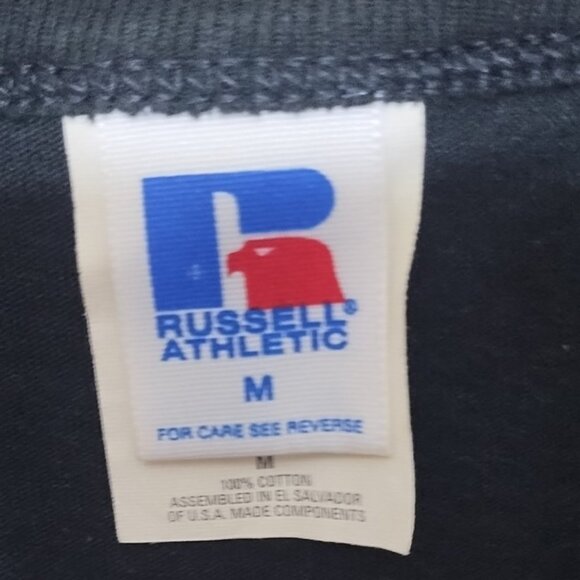 RUSSELL®
ATHLETIC
M
FOR CARE SEE REVERSE
M
100% COTTON
ASSEMBLED IN EL SALVADOR
OF U.S.A. MADE COMPONENTS